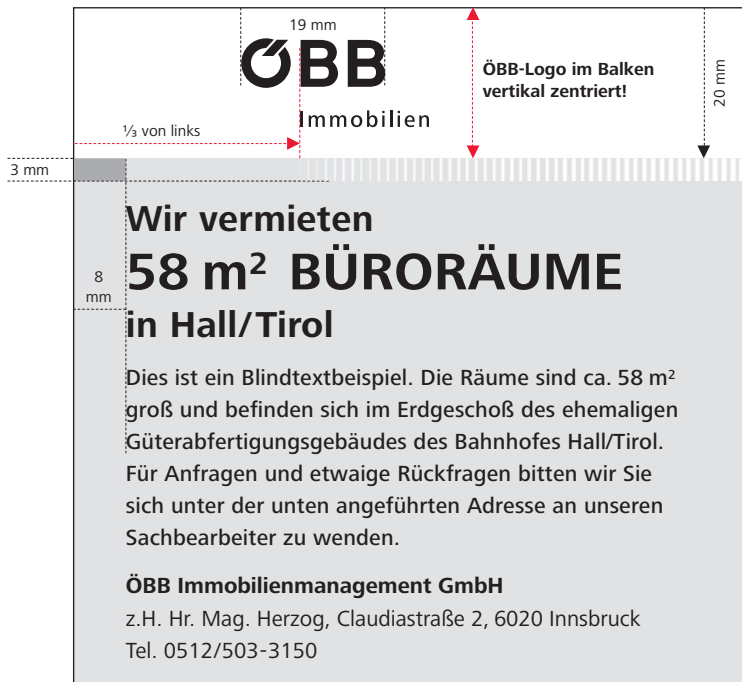 19 mm
ÖBB
ÖBB-Logo im Balken
vertikal zentriert!
20 mm
Immobilien
⅓ von links
3 mm
Wir vermieten
58 m² BÜRORÄUME
8
mm
in Hall/Tirol
Dies ist ein Blindtextbeispiel. Die Räume sind ca. 58 m²
groß und befinden sich im Erdgeschoß des ehemaligen
Güterabfertigungsgebäudes des Bahnhofes Hall/Tirol.
Für Anfragen und etwaige Rückfragen bitten wir Sie
sich unter der unten angeführten Adresse an unseren
Sachbearbeiter zu wenden.
ÖBB Immobilienmanagement GmbH
z.H. Hr. Mag. Herzog, Claudiastraße 2, 6020 Innsbruck
Tel. 0512/503-3150